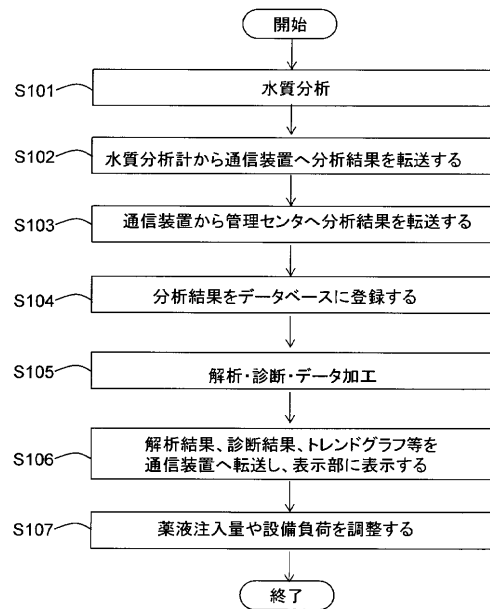 開始
S101
水質分析
S102
水質分析計から通信装置へ分析結果を転送する
S103
通信装置から管理センタへ分析結果を転送する
S104
分析結果をデータベースに登録する
S105
解析・診断・データ加工
S106
解析結果、診断結果、トレンドグラフ等を
通信装置へ転送し、表示部に表示する
S107
薬液注入量や設備負荷を調整する
終了